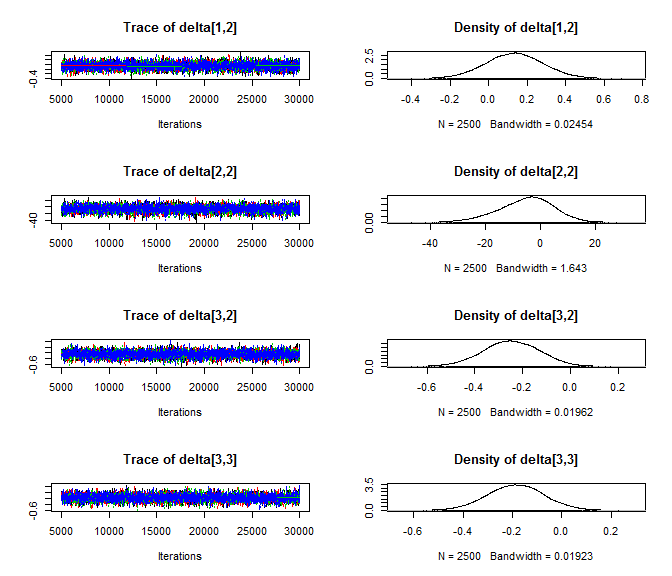 Trace of delta[1,2]
Density of delta[1,2]
-0.4
5000 10000 15000 20000 25000 30000
Iterations
0.0 2.5
-0.4 -0.2 0.0 0.2 0.4 0.6 0.8
N = 2500 Bandwidth = 0.02454
Trace of delta[2,2]
Density of delta[2,2]
-40
5000 10000 15000 20000 25000 30000
Iterations
0.00
-40 -20 0 20
N = 2500 Bandwidth = 1.643
Trace of delta[3,2]
Density of delta[3,2]
-0.6
5000 10000 15000 20000 25000 30000
Iterations
0.0
-0.6 -0.4 -0.2 0.0 0.2
N = 2500 Bandwidth = 0.01962
Trace of delta[3,3]
Density of delta[3,3]
-0.6
5000 10000 15000 20000 25000 30000
Iterations
0.0 3.5
-0.6 -0.4 -0.2 0.0 0.2
N = 2500 Bandwidth = 0.01923